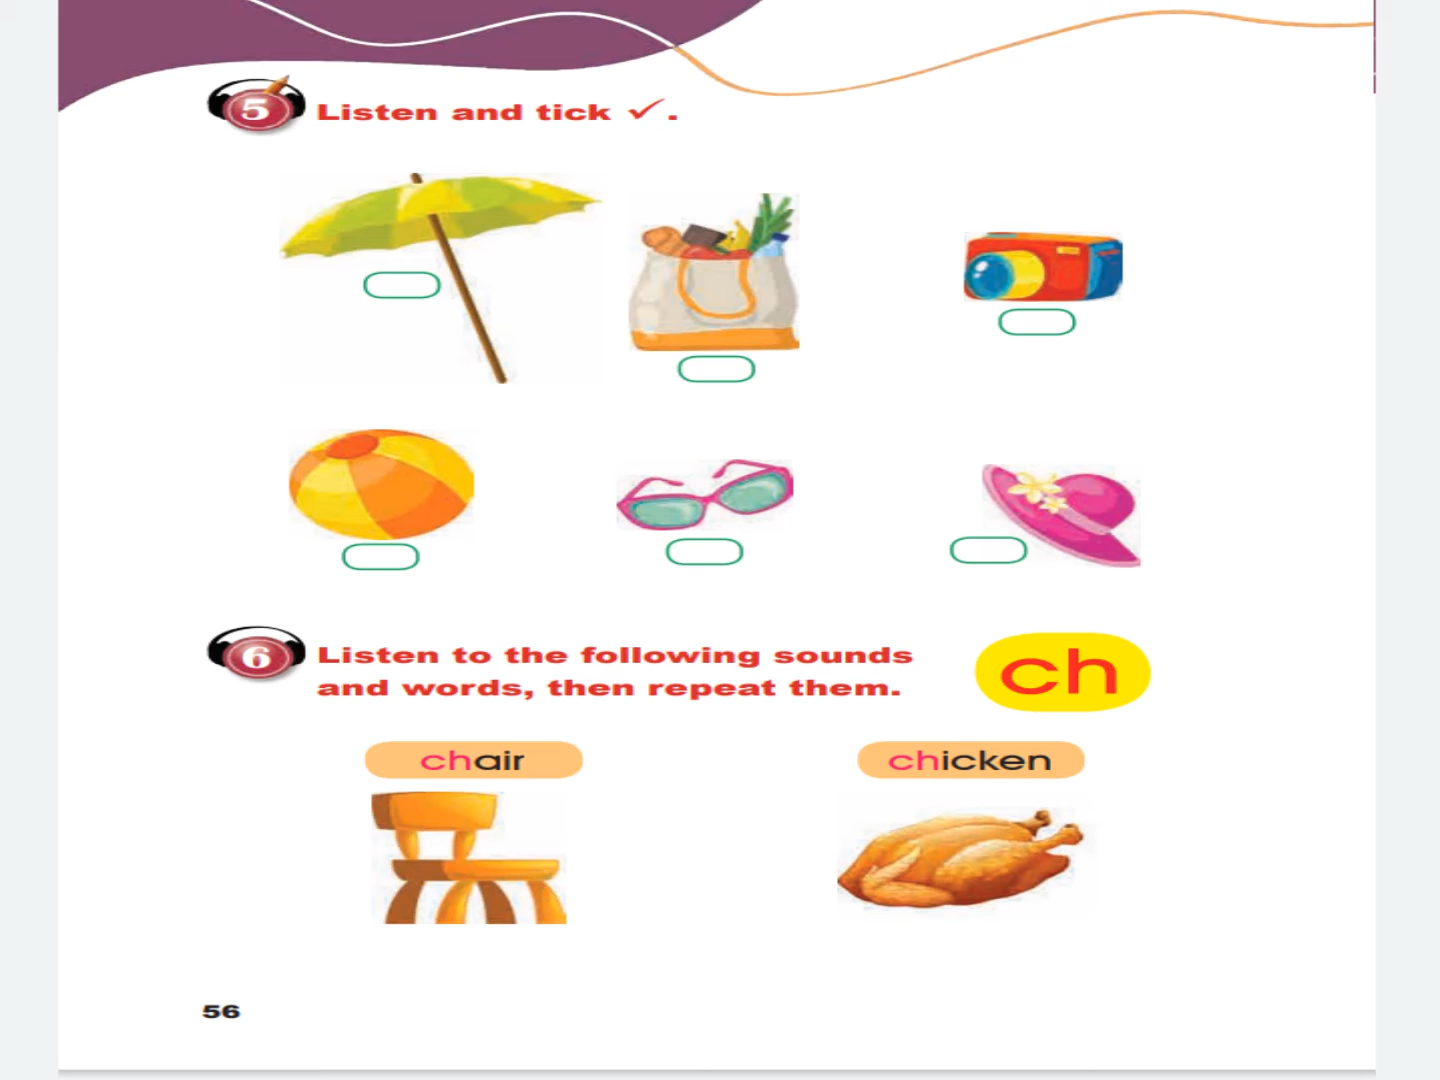 5 Listen and tick ✓.
6 Listen to the following sounds
and words, then repeat them.
ch
chair
chicken
56